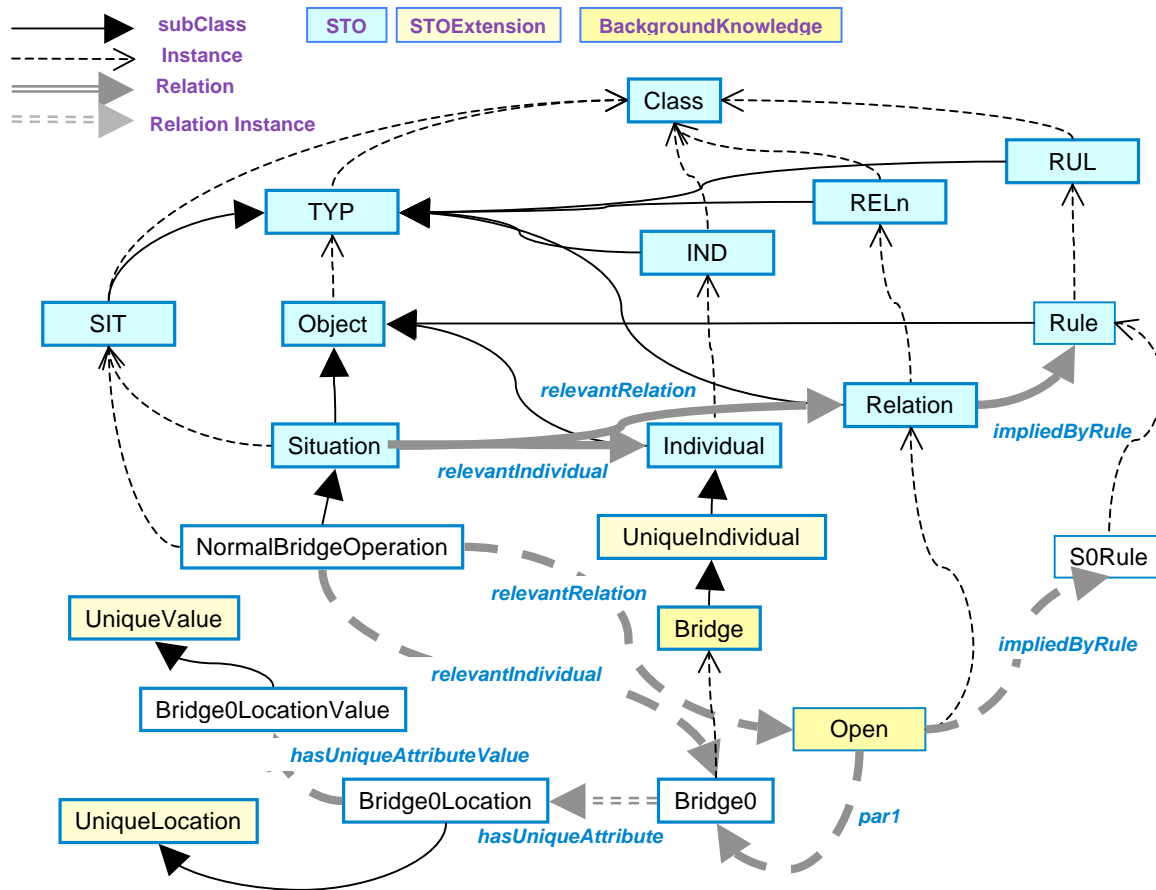 subClass
STO
STOExtension
BackgroundKnowledge
Instance
Relation
Relation Instance
Class
RUL
TYP
RELn
IND
SIT
Object
Rule
relevantRelation
Relation
impliedByRule
Situation
Individual
relevantIndividual
UniqueIndividual
NormalBridgeOperation
S0Rule
relevantRelation
UniqueValue
Bridge
impliedByRule
relevantIndividual
Bridge0LocationValue
Open
hasUniqueAttributeValue
Bridge0Location
Bridge0
UniqueLocation
par1
hasUniqueAttribute